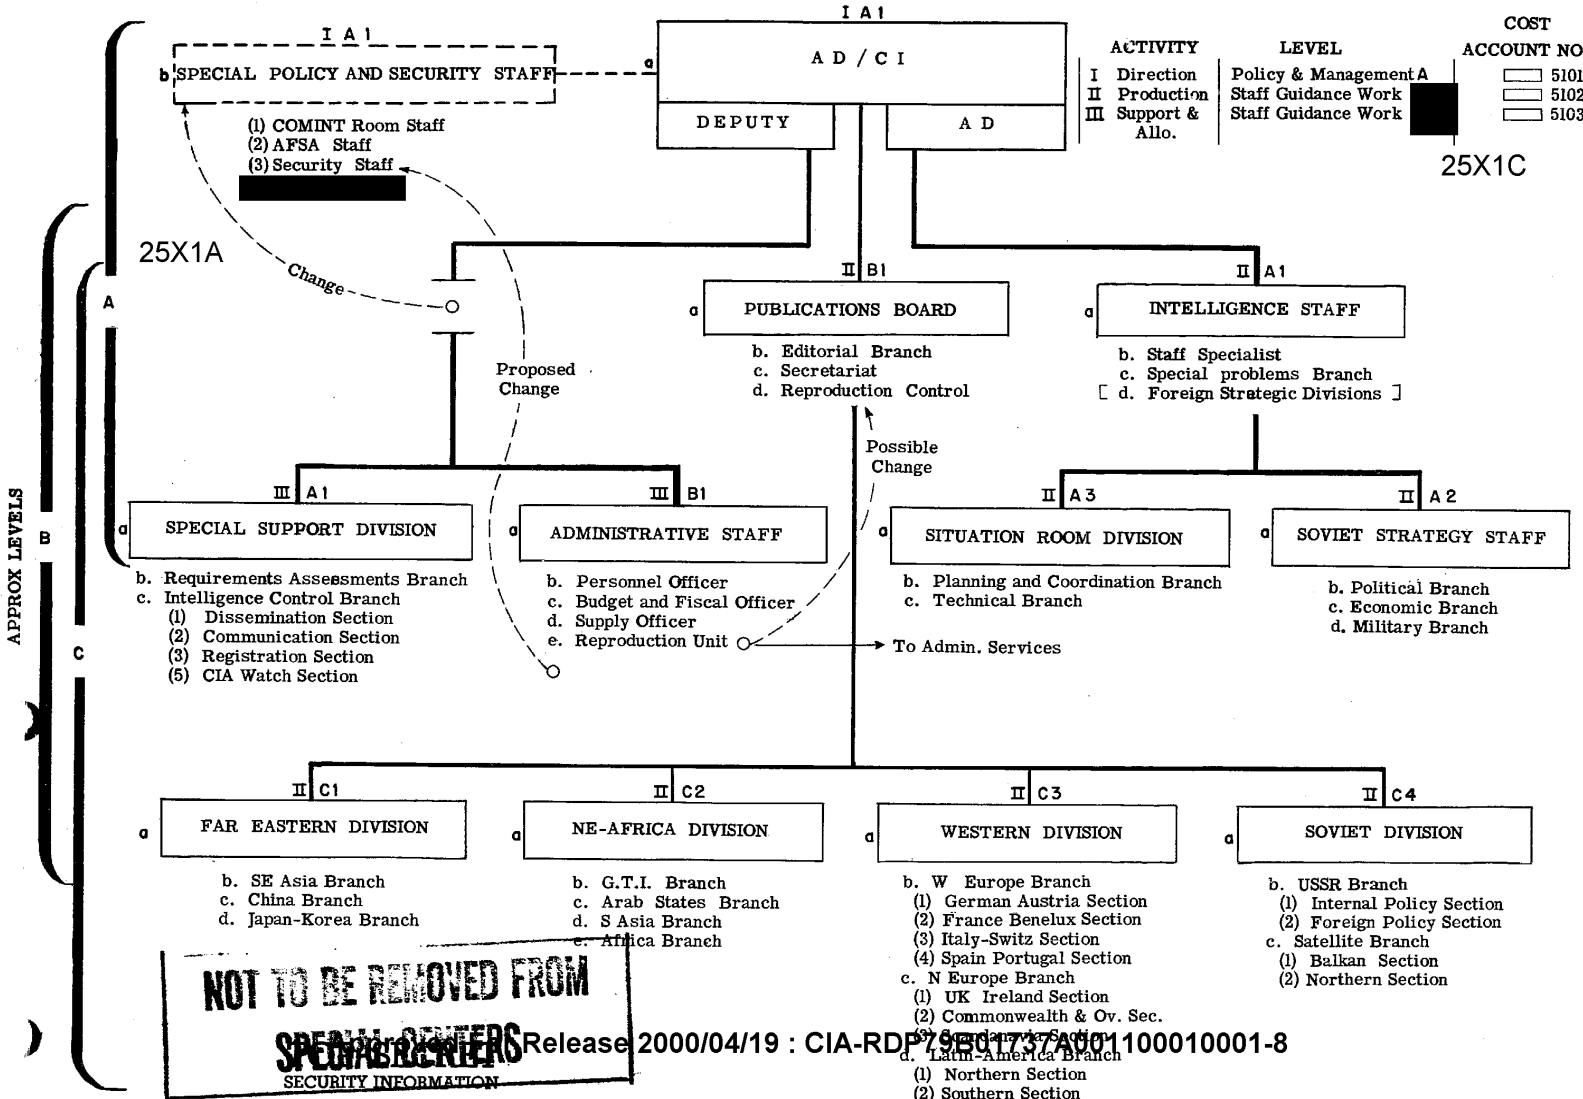 I A 1
I A 1
b SPECIAL POLICY AND SECURITY STAFF
a
AD/CI
DEPUTY
AD
(1) COMINT Room Staff
(2) AFSA Staff
(3) Security Staff
ACTIVITY LEVEL COST ACCOUNT NO
I Direction Policy & Management A 5101
II Production Staff Guidance Work 5102
III Support & Allo. Staff Guidance Work 5103
25X1C
25X1A
Change
Proposed
Change
APPROX LEVELS
A
B
C
II B1
a PUBLICATIONS BOARD
b. Editorial Branch
c. Secretariat
d. Reproduction Control
II A1
a INTELLIGENCE STAFF
b. Staff Specialist
c. Special problems Branch
[ d. Foreign Strategic Divisions ]
Possible
Change
III A1
a SPECIAL SUPPORT DIVISION
b. Requirements Assessments Branch
c. Intelligence Control Branch
(1) Dissemination Section
(2) Communication Section
(3) Registration Section
(5) CIA Watch Section
III B1
a ADMINISTRATIVE STAFF
b. Personnel Officer
c. Budget and Fiscal Officer
d. Supply Officer
e. Reproduction Unit
To Admin. Services
II A3
a SITUATION ROOM DIVISION
b. Planning and Coordination Branch
c. Technical Branch
II A2
a SOVIET STRATEGY STAFF
b. Political Branch
c. Economic Branch
d. Military Branch
II C1
a FAR EASTERN DIVISION
b. SE Asia Branch
c. China Branch
d. Japan-Korea Branch
II C2
a NE-AFRICA DIVISION
b. G.T.I. Branch
c. Arab States Branch
d. S Asia Branch
e. Africa Branch
II C3
a WESTERN DIVISION
b. W Europe Branch
(1) German Austria Section
(2) France Benelux Section
(3) Italy-Switz Section
(4) Spain Portugal Section
c. N Europe Branch
(1) UK Ireland Section
(2) Commonwealth & Ov. Sec.
(3) Scandanavia Section
d. Latin-America Branch
(1) Northern Section
(2) Southern Section
II C4
a SOVIET DIVISION
b. USSR Branch
(1) Internal Policy Section
(2) Foreign Policy Section
c. Satellite Branch
(1) Balkan Section
(2) Northern Section
NOT TO BE REMOVED FROM
SPECIAL CENTERS
Approved For Release 2000/04/19 : CIA-RDP79B01737A001100010001-8
SECURITY INFORMATION